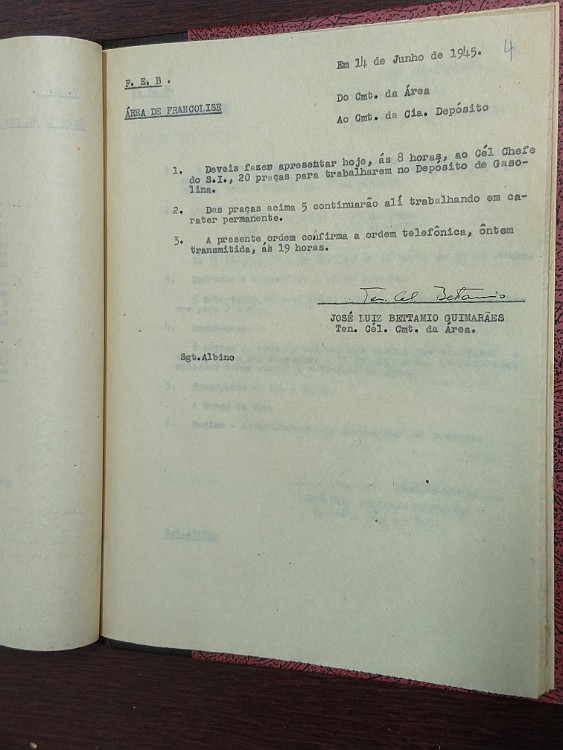 Em 14 de Junho de 1945.
4
F. E. B.
ÁREA DE FRANCOLISE
Do Cmt. da Área
Ao Cmt. da Cia. Depósito
1. Deveis fazer apresentar hoje, ás 8 horas, ao Cél Chefe
do S.I., 20 praças para trabalharem no Depósito de Gaso-
lina.
2. Das praças acima 5 continuarão alí trabalhando em ca-
rater permanente.
3. A presente ordem confirma a ordem telefônica, ôntem
transmitida, ás 19 horas.
Ten Cel Bettamio
JOSÉ LUIZ BETTAMIO GUIMARÃES
Ten. Cél. Cmt. da Área.
Sgt.Albino